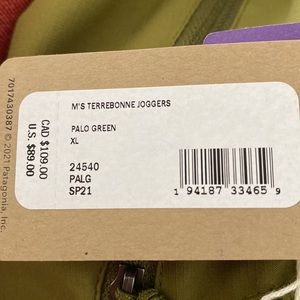 M'S TERREBONNE JOGGERS
PALO GREEN
XL
24540
PALG
SP21
1 94187 33465 9
CAD $109.00
U.S. $89.00
7017430387 © 2021 Patagonia, Inc.